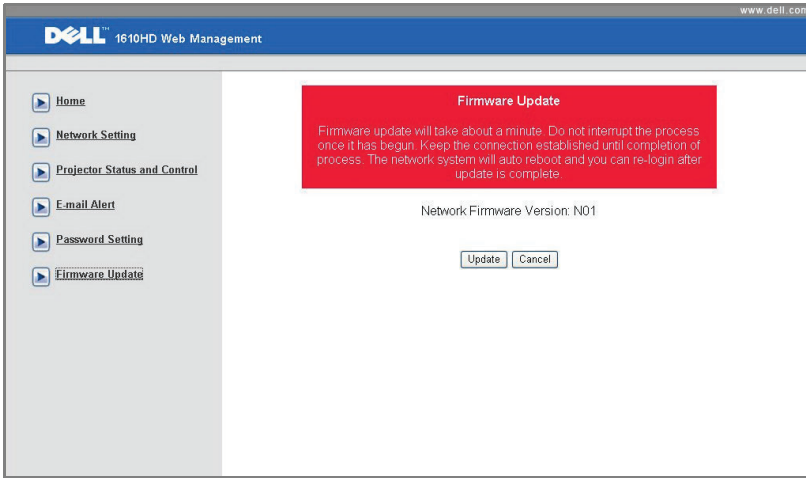 www.dell.com
DELL™ 1610HD Web Management
Home
Network Setting
Projector Status and Control
E-mail Alert
Password Setting
Firmware Update
Firmware Update
Firmware update will take about a minute. Do not interrupt the process
once it has begun. Keep the connection established until completion of
process. The network system will auto reboot and you can re-login after
update is complete.
Network Firmware Version: N01
Update Cancel